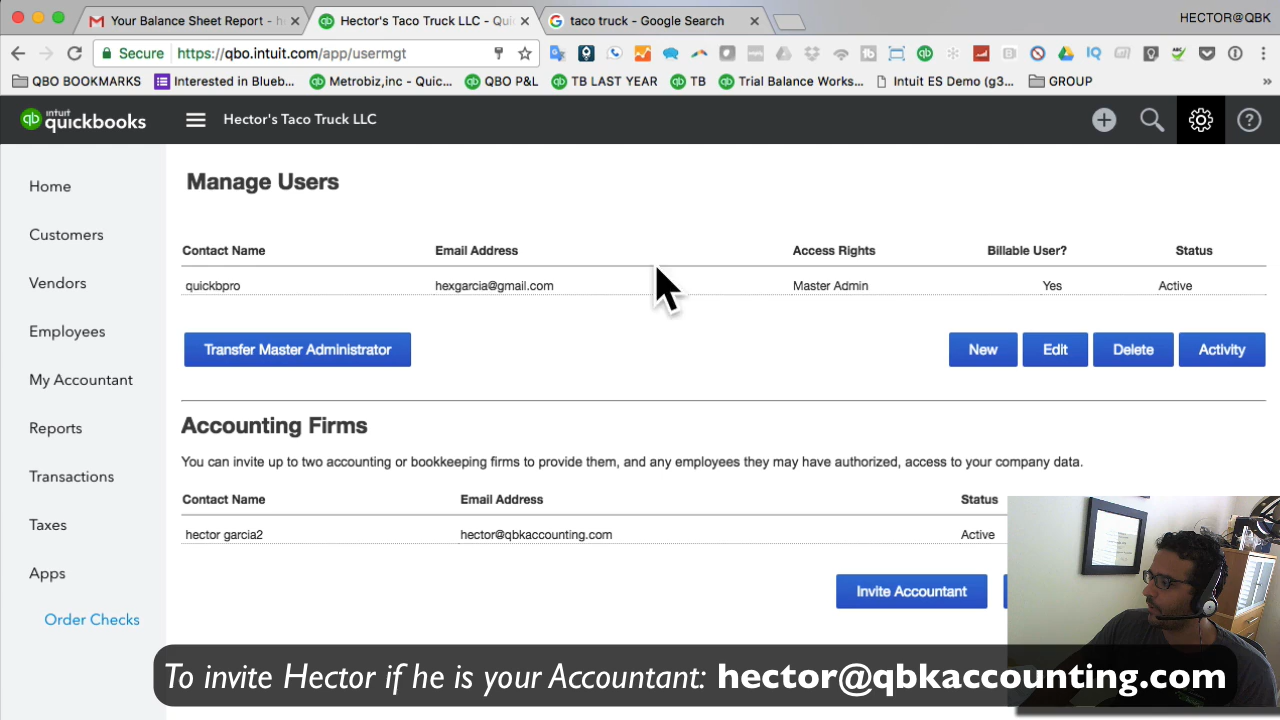 Your Balance Sheet Report - h
Hector's Taco Truck LLC - Qui
taco truck - Google Search
HECTOR@QBK
Secure
https://qbo.intuit.com/app/usermgt
QBO BOOKMARKS
Interested in Blueb...
Metrobiz,inc - Quic...
QBO P&L
TB LAST YEAR
TB
Trial Balance Works...
Intuit ES Demo (g3...
GROUP
»
qb intuit quickbooks
Hector's Taco Truck LLC
Home
Customers
Vendors
Employees
My Accountant
Reports
Transactions
Taxes
Apps
Order Checks
Manage Users
Contact Name Email Address Access Rights Billable User? Status
quickbpro hexgarcia@gmail.com Master Admin Yes Active
Transfer Master Administrator New Edit Delete Activity
Accounting Firms
You can invite up to two accounting or bookkeeping firms to provide them, and any employees they may have authorized, access to your company data.
Contact Name Email Address Status
hector garcia2 hector@qbkaccounting.com Active
Invite Accountant
To invite Hector if he is your Accountant: hector@qbkaccounting.com